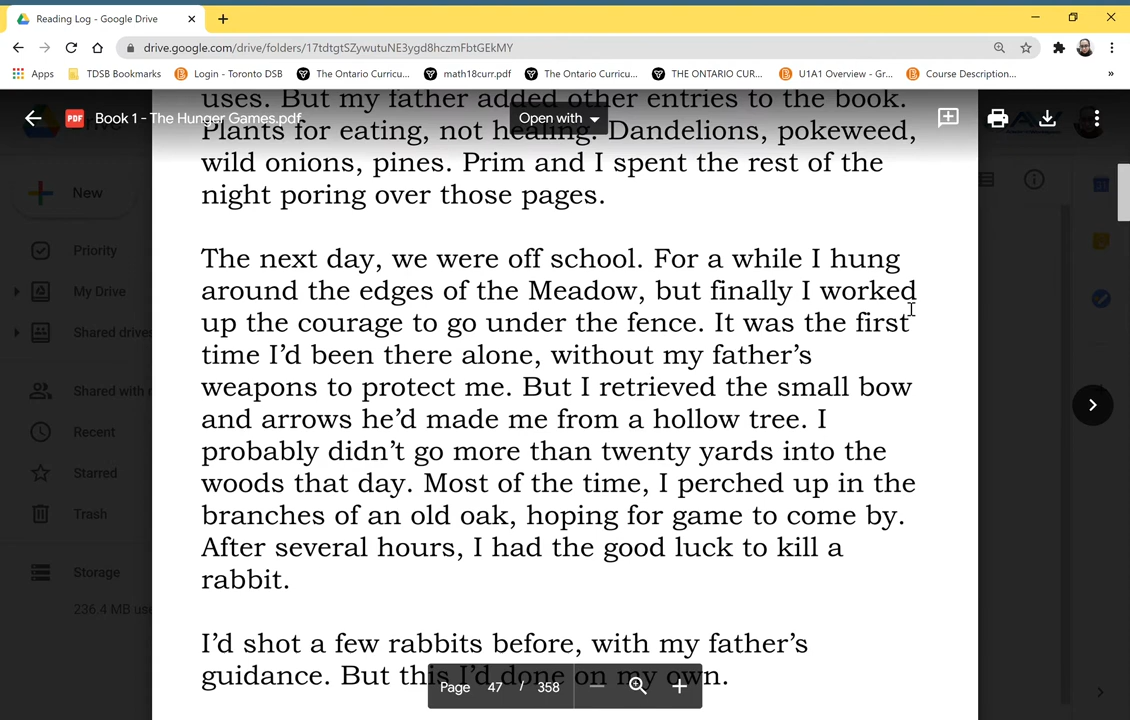 Reading Log - Google Drive
drive.google.com/drive/folders/17tdtgtSZywutuNE3ygd8hczmFbtGEkMY
Apps TDSB Bookmarks Login - Toronto DSB The Ontario Curricu... math18curr.pdf The Ontario Curricu... THE ONTARIO CUR... U1A1 Overview - Gr... Course Description... »
uses. But my father added other entries to the book.
PDF Book 1 - The Hunger Games.pdf Open with
Plants for eating, not healing. Dandelions, pokeweed,
wild onions, pines. Prim and I spent the rest of the
night poring over those pages.
New
Priority
My Drive
Shared drives
Shared with
Recent
Starred
Trash
Storage
236.4 MB use
The next day, we were off school. For a while I hung
around the edges of the Meadow, but finally I worked
up the courage to go under the fence. It was the first
time I’d been there alone, without my father’s
weapons to protect me. But I retrieved the small bow
and arrows he’d made me from a hollow tree. I
probably didn’t go more than twenty yards into the
woods that day. Most of the time, I perched up in the
branches of an old oak, hoping for game to come by.
After several hours, I had the good luck to kill a
rabbit.
I’d shot a few rabbits before, with my father’s
guidance. But this I’d done on my own.
Page 47 / 358